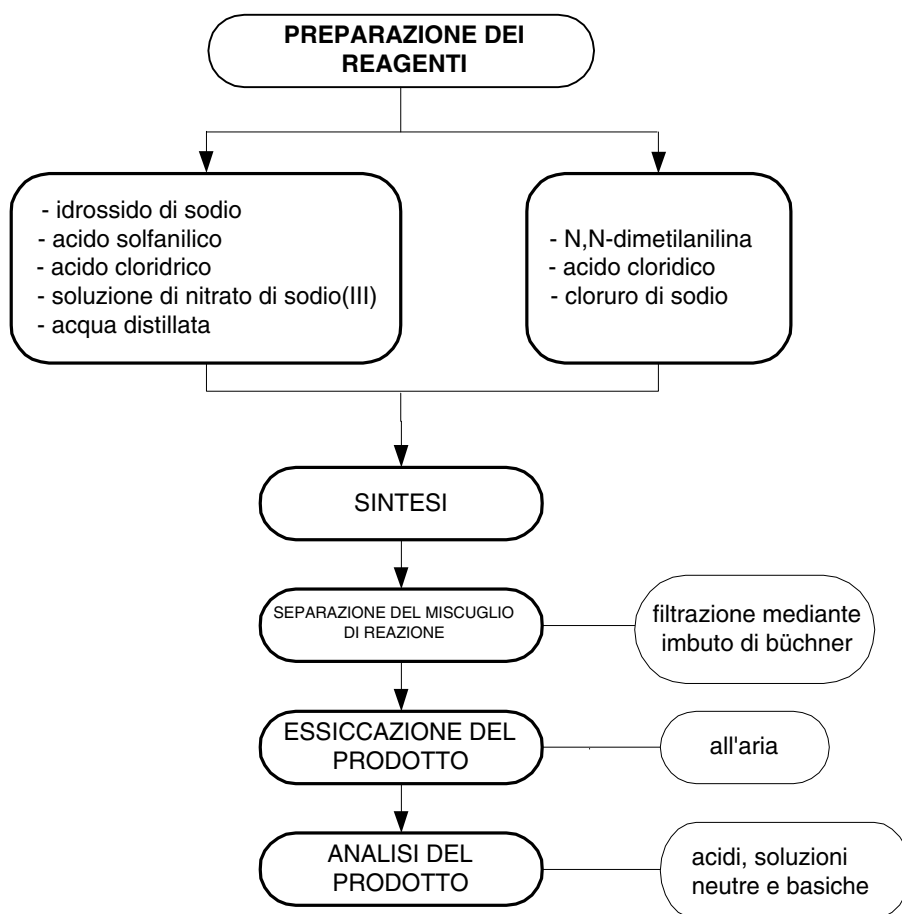 PREPARAZIONE DEI
REAGENTI
- idrossido di sodio
- acido solfanilico
- acido cloridrico
- soluzione di nitrato di sodio(III)
- acqua distillata
- N,N-dimetilanilina
- acido cloridico
- cloruro di sodio
SINTESI
SEPARAZIONE DEL MISCUGLIO
DI REAZIONE
filtrazione mediante
imbuto di büchner
ESSICCAZIONE DEL
PRODOTTO
all'aria
ANALISI DEL
PRODOTTO
acidi, soluzioni
neutre e basiche